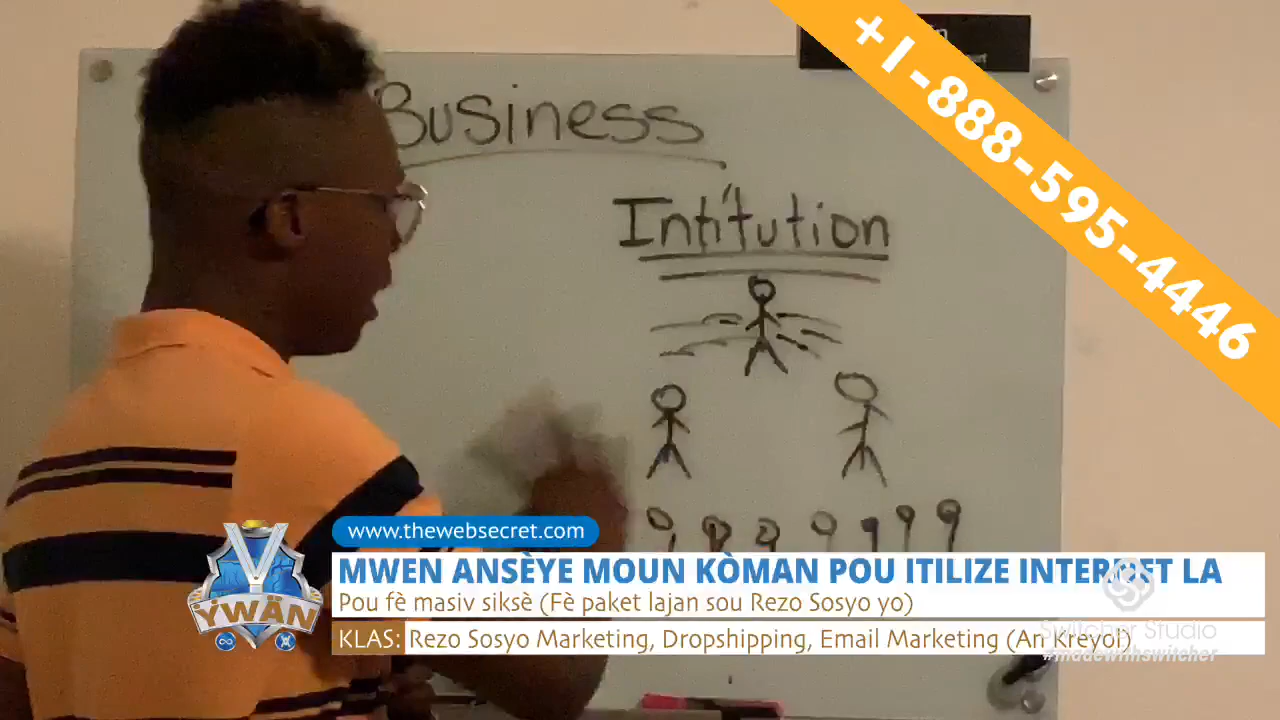 Business
Intitution
+1-888-595-4446
www.thewebsecret.com
MWEN ANSÈYE MOUN KÒMAN POU ITILIZE INTERNET LA
Pou fè masiv siksè (Fè paket lajan sou Rezo Sosyo yo)
KLAS: Rezo Sosyo Marketing, Dropshipping, Email Marketing (An Kreyol)
YWÄN
Switcher Studio
#madewithswitcher